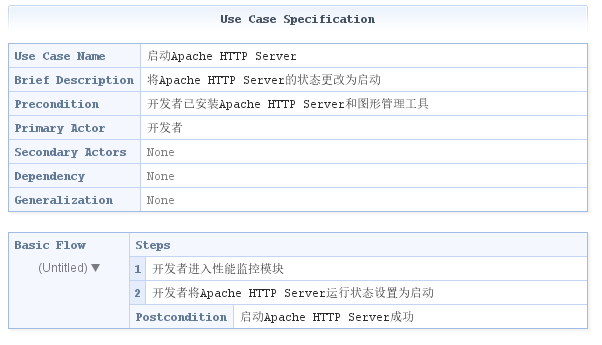 Use Case Specification
Use Case Name 启动Apache HTTP Server
Brief Description 将Apache HTTP Server的状态更改为启动
Precondition 开发者已安装Apache HTTP Server和图形管理工具
Primary Actor 开发者
Secondary Actors None
Dependency None
Generalization None
Basic Flow Steps
(Untitled) ▼
1 开发者进入性能监控模块
2 开发者将Apache HTTP Server运行状态设置为启动
Postcondition 启动Apache HTTP Server成功